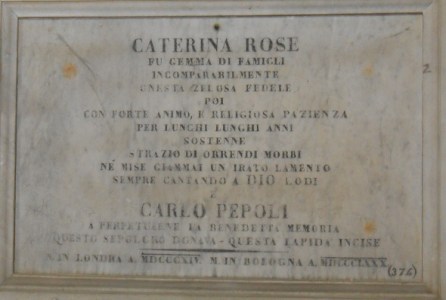 CATERINA ROSE
FU GEMMA DI FAMIGLI
INCOMPARABILMENTE
ONESTA ZELOSA FEDELE
POI
CON FORTE ANIMO, E RELIGIOSA PAZIENZA
PER LUNGHI LUNGHI ANNI
SOSTENNE
STRAZIO DI ORRENDI MORBI
NÈ MISE GIAMMAI UN IRATO LAMENTO
SEMPRE CANTANDO A DIO LODI
CARLO PEPOLI
A PERPETUARNE LA BENEDETTA MEMORIA
QUESTO SEPOLCRO DONAVA - QUESTA LAPIDA INCISE
N. IN LONDRA A. MDCCCXIV M. IN BOLOGNA A. MDCCCLXXX
(376)
2